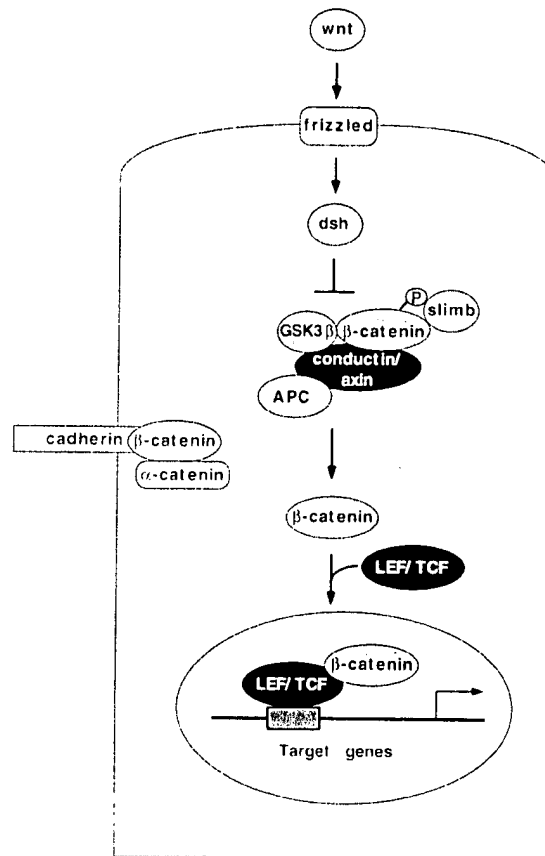 wnt
frizzled
dsh
P
slimb
GSK3 β
β-catenin
conductin/
axin
APC
cadherin
β-catenin
α-catenin
β-catenin
LEF/ TCF
β-catenin
LEF/ TCF
Target genes